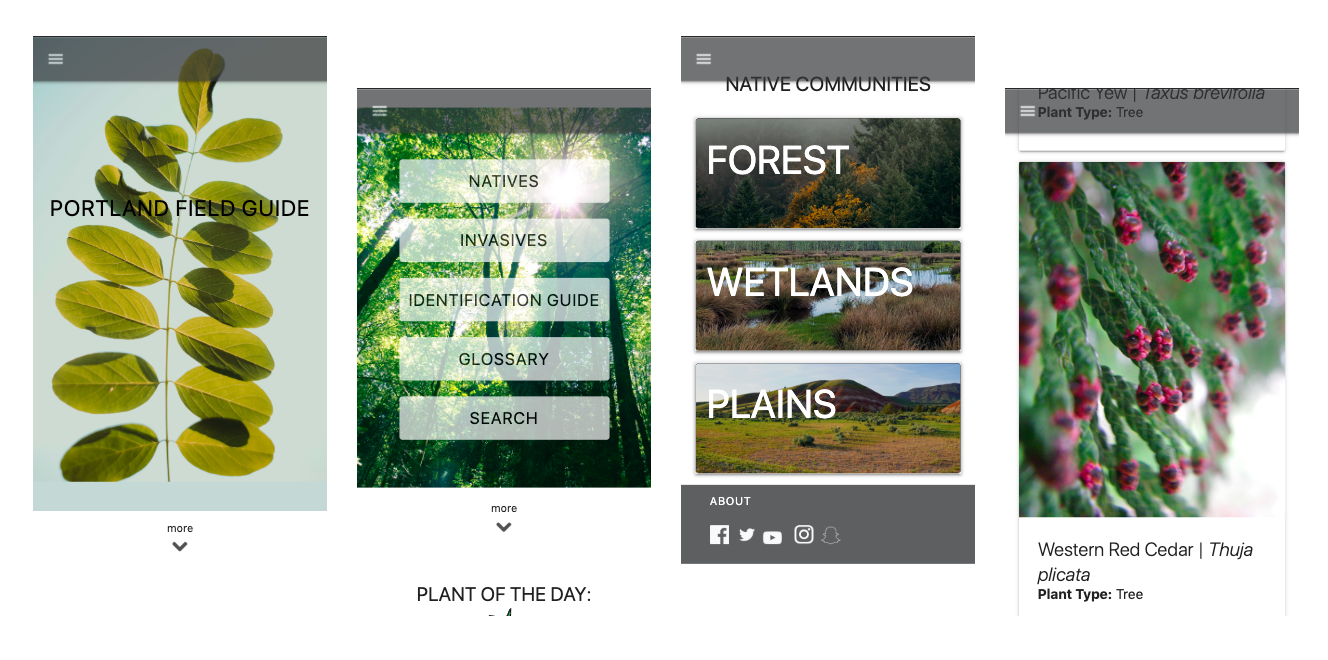 PORTLAND FIELD GUIDE
more
NATIVES
INVASIVES
IDENTIFICATION GUIDE
GLOSSARY
SEARCH
more
PLANT OF THE DAY:
NATIVE COMMUNITIES
FOREST
WETLANDS
PLAINS
ABOUT
Pacific Yew | Taxus brevifolia
Plant Type: Tree
Western Red Cedar | Thuja
plicata
Plant Type: Tree